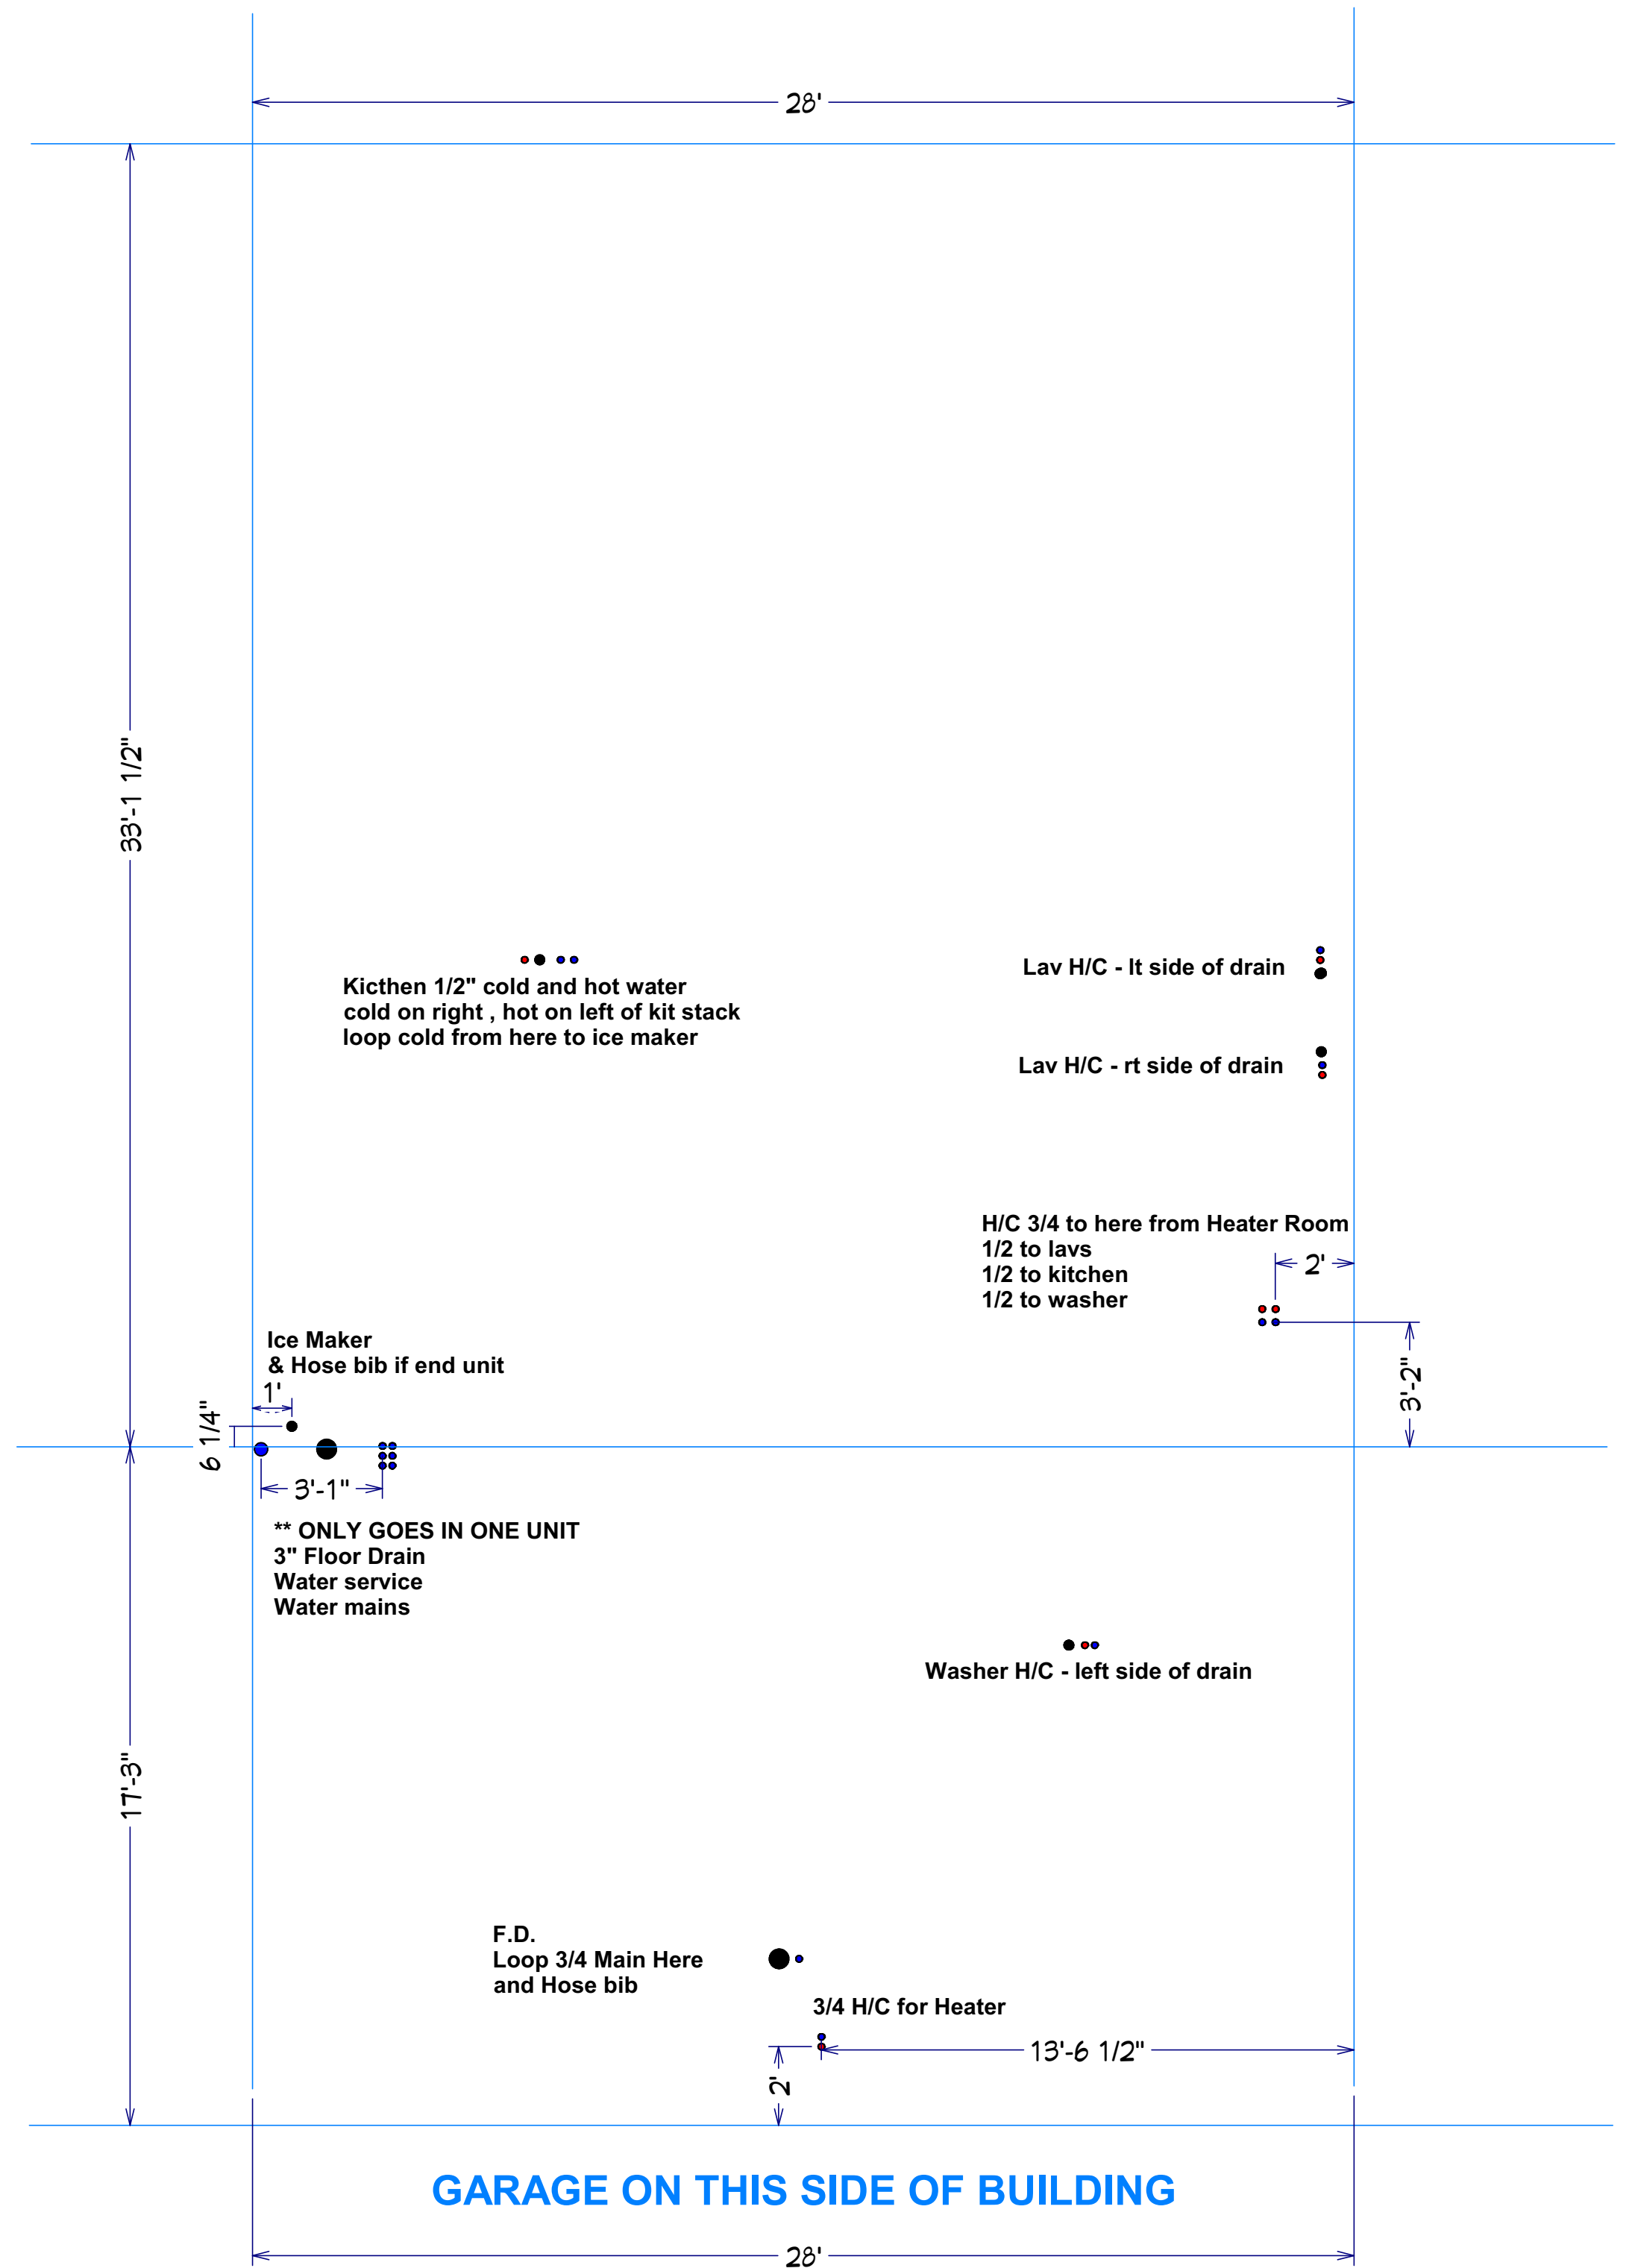 28'
33'-1 1/2"
Kicthen 1/2" cold and hot water
cold on right , hot on left of kit stack
loop cold from here to ice maker
Lav H/C - lt side of drain
Lav H/C - rt side of drain
H/C 3/4 to here from Heater Room
1/2 to lavs
1/2 to kitchen
1/2 to washer
2'
3'-2"
Ice Maker
& Hose bib if end unit
1'
6 1/4"
3'-1"
** ONLY GOES IN ONE UNIT
3" Floor Drain
Water service
Water mains
Washer H/C - left side of drain
17'-3"
F.D.
Loop 3/4 Main Here
and Hose bib
3/4 H/C for Heater
13'-6 1/2"
2'
GARAGE ON THIS SIDE OF BUILDING
28'